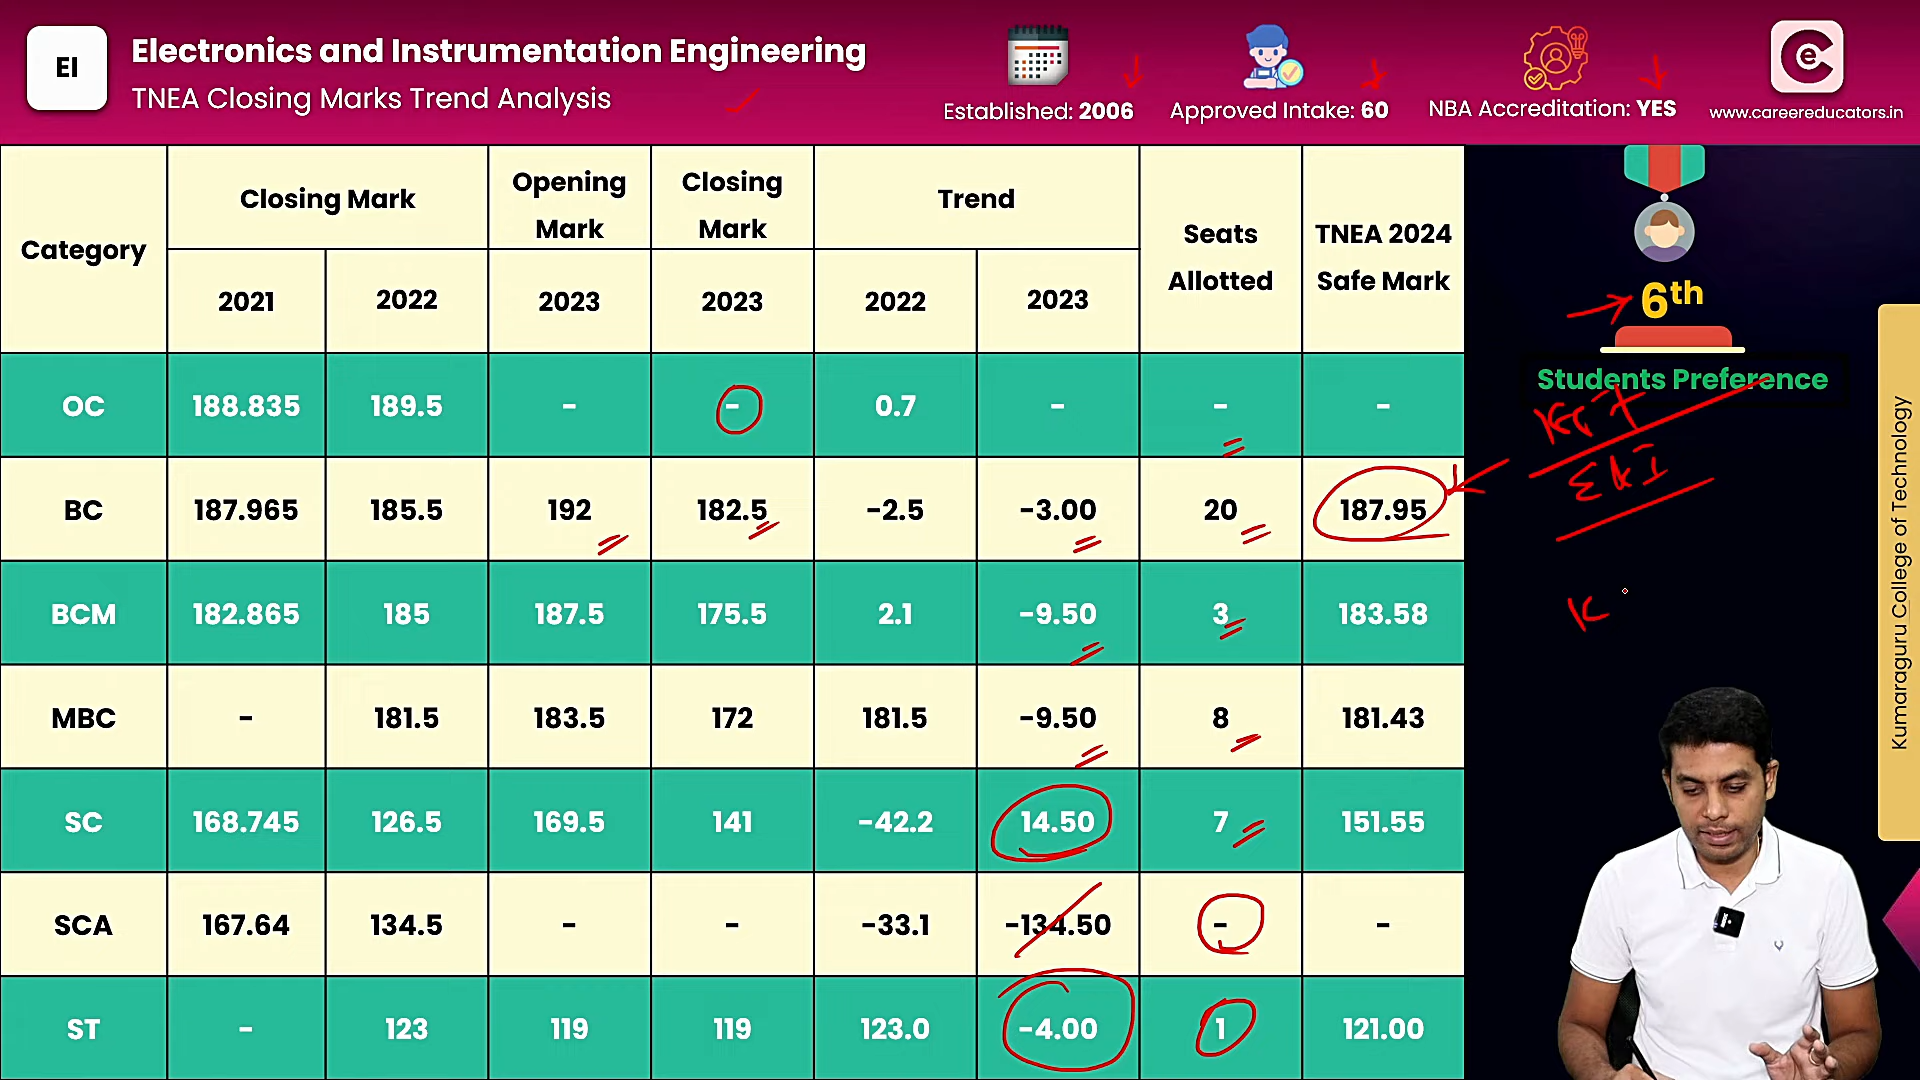 EI
Electronics and Instrumentation Engineering
TNEA Closing Marks Trend Analysis
Established: 2006
Approved Intake: 60
NBA Accreditation: YES
www.careereducators.in
Category | Closing Mark | Opening Mark | Closing Mark | Trend | Seats Allotted | TNEA 2024 Safe Mark
2021 | 2022 | 2023 | 2023 | 2022 | 2023
OC | 188.835 | 189.5 | - | - | 0.7 | - | - | -
BC | 187.965 | 185.5 | 192 | 182.5 | -2.5 | -3.00 | 20 | 187.95
BCM | 182.865 | 185 | 187.5 | 175.5 | 2.1 | -9.50 | 3 | 183.58
MBC | - | 181.5 | 183.5 | 172 | 181.5 | -9.50 | 8 | 181.43
SC | 168.745 | 126.5 | 169.5 | 141 | -42.2 | 14.50 | 7 | 151.55
SCA | 167.64 | 134.5 | - | - | -33.1 | -134.50 | - | -
ST | - | 123 | 119 | 119 | 123.0 | -4.00 | 1 | 121.00
6th
Students Preference
K
Kumaraguru College of Technology